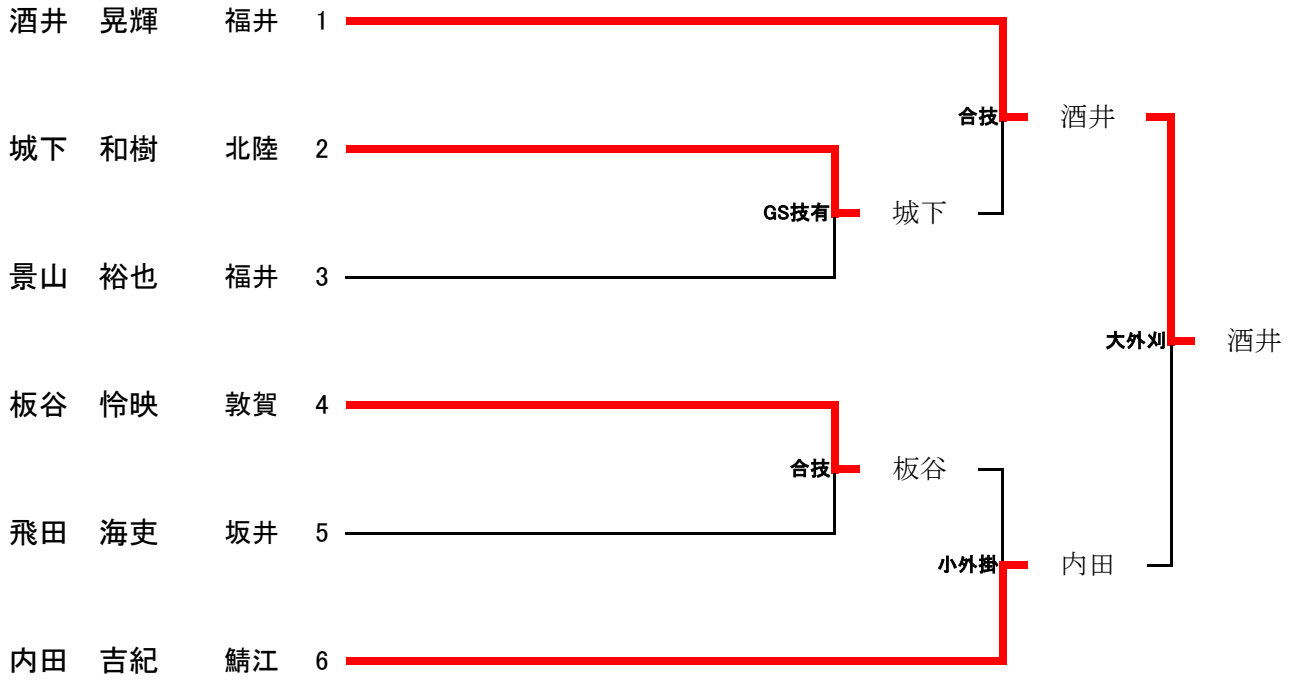 酒井 晃輝 福井 1
合技 酒井
城下 和樹 北陸 2
GS技有 城下
景山 裕也 福井 3
大外刈 酒井
板谷 怜映 敦賀 4
合技 板谷
飛田 海吏 坂井 5
小外掛 内田
内田 吉紀 鯖江 6